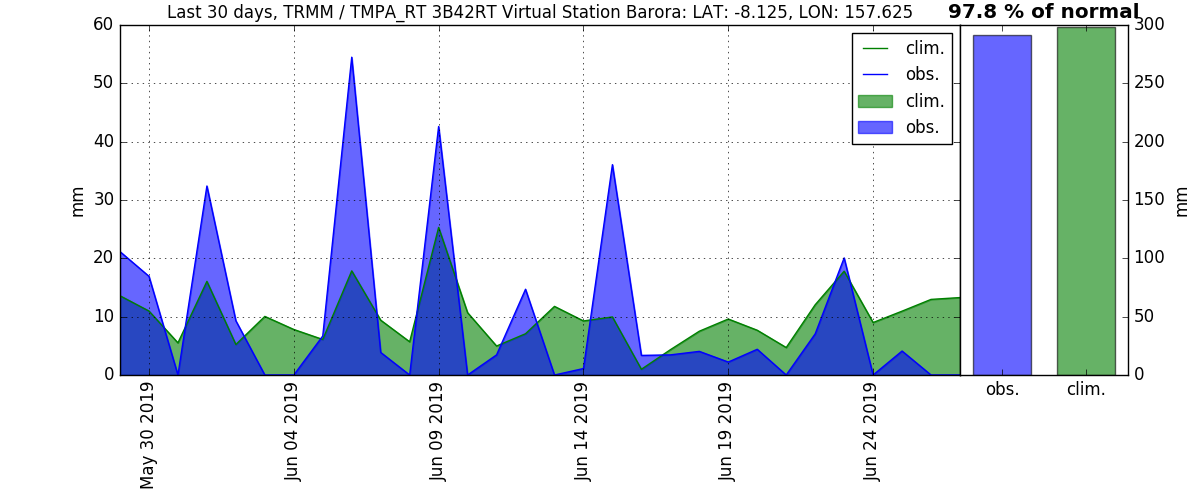 Last 30 days, TRMM / TMPA_RT 3B42RT Virtual Station Barora: LAT: -8.125, LON: 157.625
97.8 % of normal
60
50
40
30
20
10
0
mm
clim.
obs.
clim.
obs.
May 30 2019
Jun 04 2019
Jun 09 2019
Jun 14 2019
Jun 19 2019
Jun 24 2019
300
250
200
150
100
50
0
mm
obs.
clim.